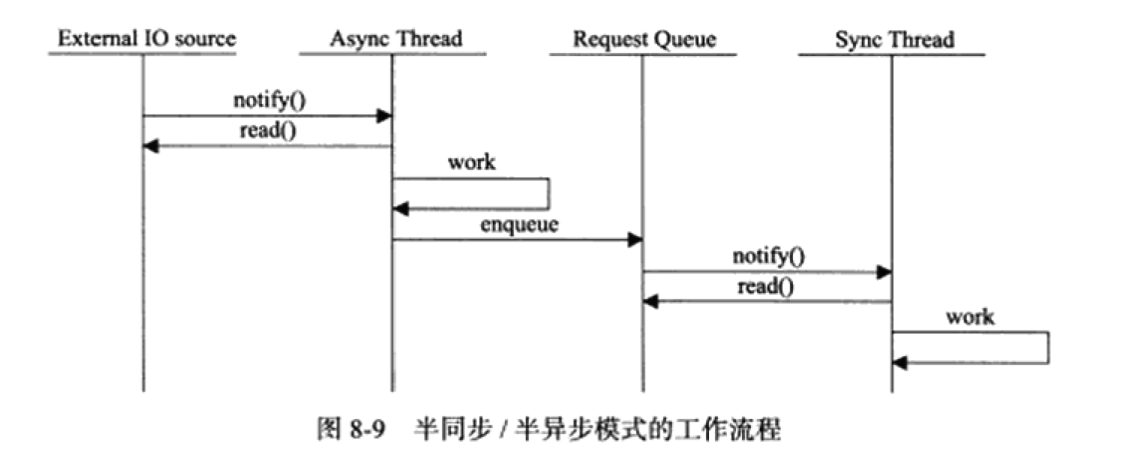 External IO source Async Thread Request Queue Sync Thread
notify()
read()
work
enqueue
notify()
read()
work
图 8-9 半同步 / 半异步模式的工作流程